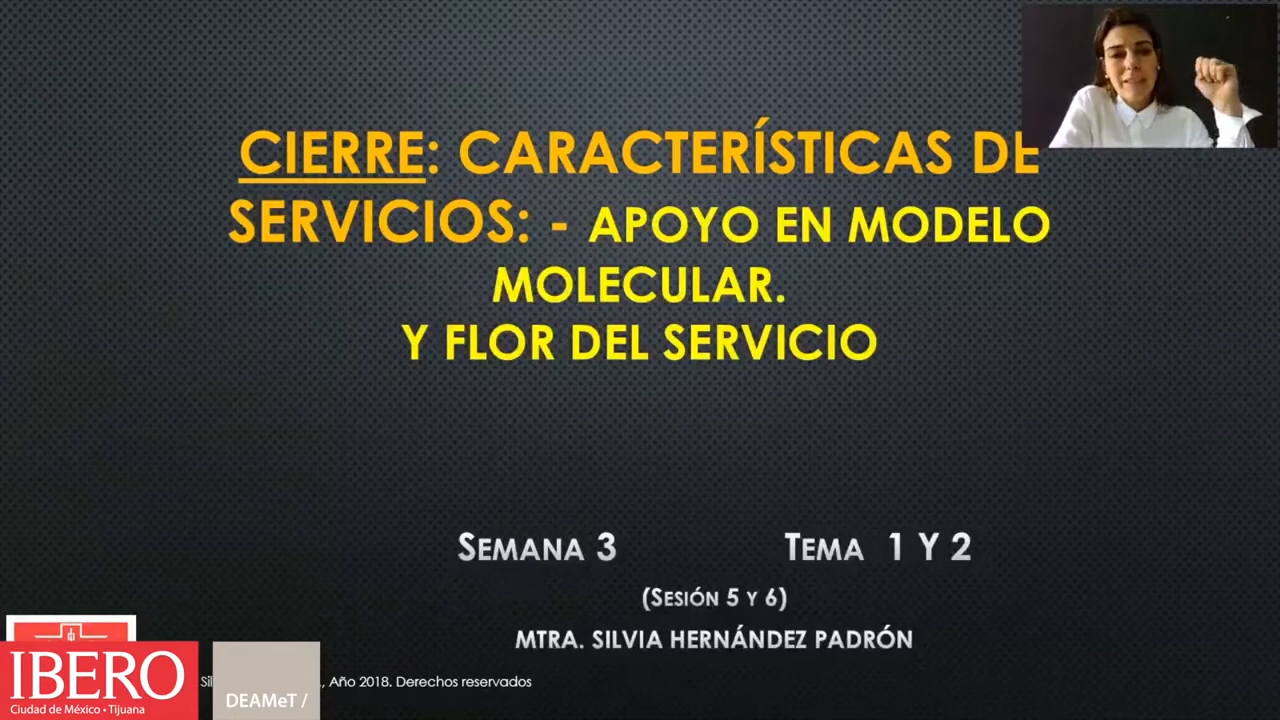 CIERRE: CARACTERÍSTICAS DE
SERVICIOS: - APOYO EN MODELO
MOLECULAR.
Y FLOR DEL SERVICIO
SEMANA 3 TEMA 1 Y 2
(SESIÓN 5 Y 6)
MTRA. SILVIA HERNÁNDEZ PADRÓN
, Año 2018. Derechos reservados
IBERO
Ciudad de México • Tijuana
DEAMeT /